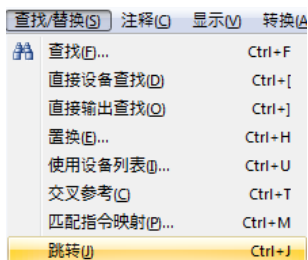 查找/替换(S) 注释(C) 显示(V) 转换(A
查找(F)... Ctrl+F
直接设备查找(D) Ctrl+[
直接输出查找(O) Ctrl+]
置换(E)... Ctrl+H
使用设备列表(I)... Ctrl+U
交叉参考(C) Ctrl+T
匹配指令映射(P)... Ctrl+M
跳转(J) Ctrl+J